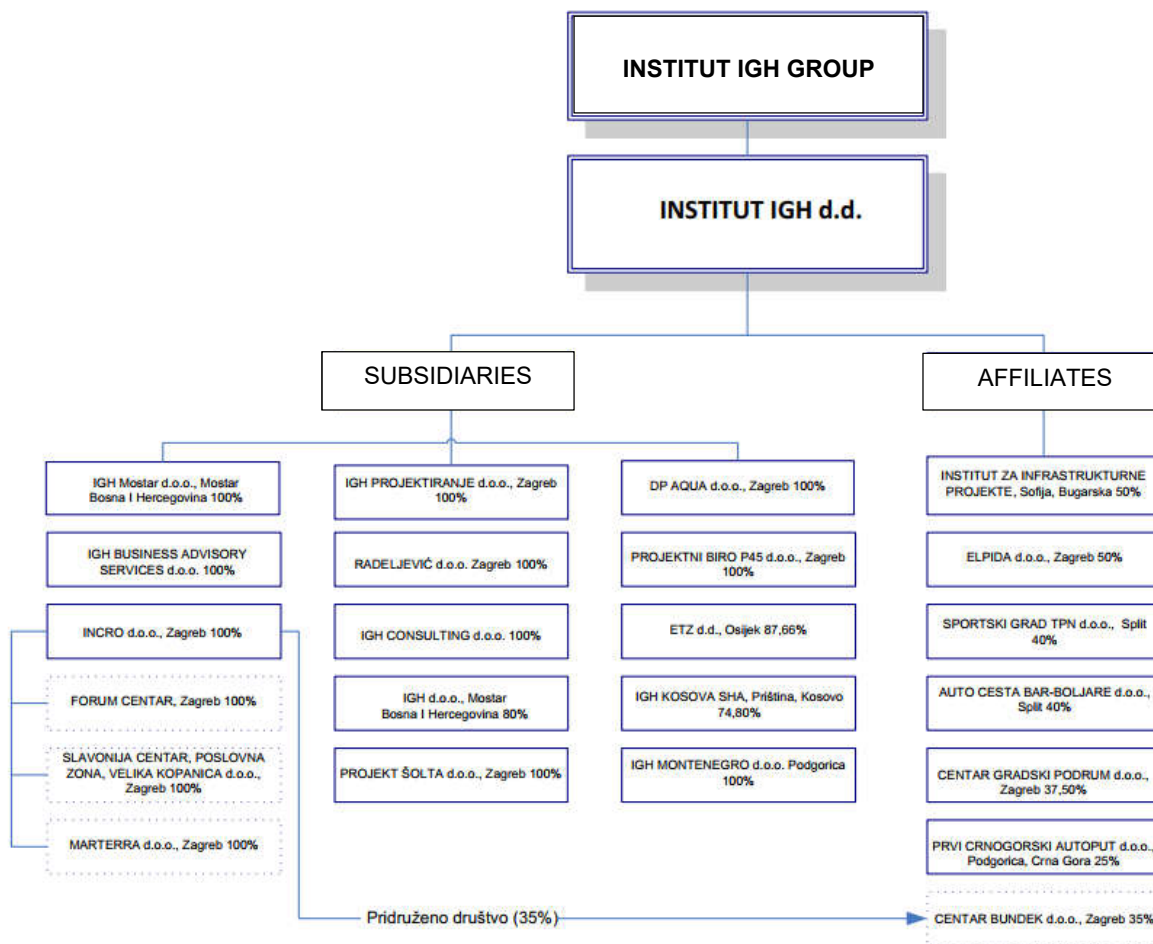 INSTITUT IGH GROUP
INSTITUT IGH d.d.
SUBSIDIARIES
AFFILIATES
IGH Mostar d.o.o., Mostar
Bosna I Hercegovina 100%
IGH BUSINESS ADVISORY
SERVICES d.o.o. 100%
INCRO d.o.o., Zagreb 100%
FORUM CENTAR, Zagreb 100%
SLAVONIJA CENTAR, POSLOVNA
ZONA, VELIKA KOPANICA d.o.o.,
Zagreb 100%
MARTERRA d.o.o., Zagreb 100%
IGH PROJEKTIRANJE d.o.o., Zagreb
100%
RADELJEVIĆ d.o.o. Zagreb 100%
IGH CONSULTING d.o.o. 100%
IGH d.o.o., Mostar
Bosna I Hercegovina 80%
PROJEKT ŠOLTA d.o.o., Zagreb 100%
DP AQUA d.o.o., Zagreb 100%
PROJEKTNI BIRO P45 d.o.o., Zagreb
100%
ETZ d.d., Osijek 87,66%
IGH KOSOVA SHA, Priština, Kosovo
74,80%
IGH MONTENEGRO d.o.o. Podgorica
100%
INSTITUT ZA INFRASTRUKTURNE
PROJEKTE, Sofija, Bugarska 50%
ELPIDA d.o.o., Zagreb 50%
SPORTSKI GRAD TPN d.o.o., Split
40%
AUTO CESTA BAR-BOLJARE d.o.o.,
Split 40%
CENTAR GRADSKI PODRUM d.o.o.,
Zagreb 37,50%
PRVI CRNOGORSKI AUTOPUT d.o.o.,
Podgorica, Crna Gora 25%
Pridruženo društvo (35%)
CENTAR BUNDEK d.o.o., Zagreb 35%